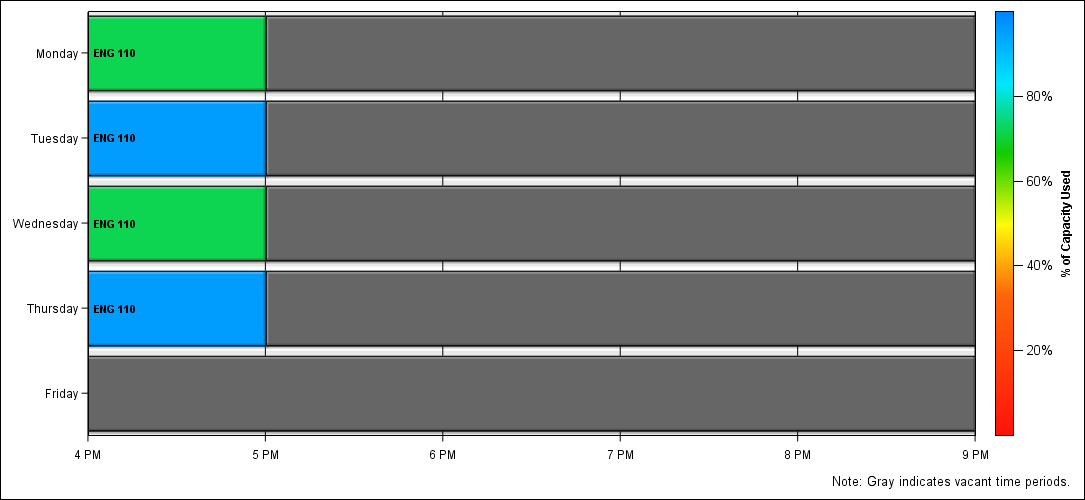 Monday
ENG 110
Tuesday
ENG 110
Wednesday
ENG 110
Thursday
ENG 110
Friday
4 PM 5 PM 6 PM 7 PM 8 PM 9 PM
80%
60%
40%
20%
% of Capacity Used
Note: Gray indicates vacant time periods.